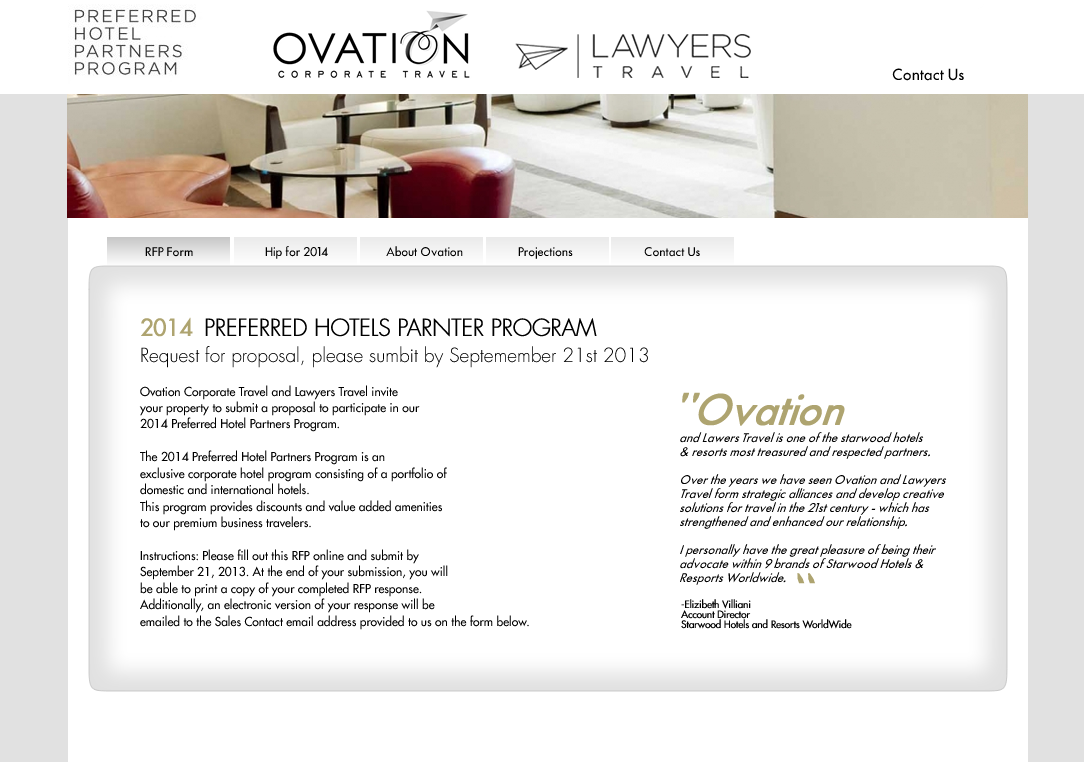 PREFERRED
HOTEL
PARTNERS
PROGRAM
OVATION
CORPORATE TRAVEL
LAWYERS
TRAVEL
Contact Us
RFP Form
Hip for 2014
About Ovation
Projections
Contact Us
2014 PREFERRED HOTELS PARNTER PROGRAM
Request for proposal, please sumbit by Septemember 21st 2013
Ovation Corporate Travel and Lawyers Travel invite
your property to submit a proposal to participate in our
2014 Preferred Hotel Partners Program.
The 2014 Preferred Hotel Partners Program is an
exclusive corporate hotel program consisting of a portfolio of
domestic and international hotels.
This program provides discounts and value added amenities
to our premium business travelers.
Instructions: Please fill out this RFP online and submit by
September 21, 2013. At the end of your submission, you will
be able to print a copy of your completed RFP response.
Additionally, an electronic version of your response will be
emailed to the Sales Contact email address provided to us on the form below.
"Ovation
and Lawers Travel is one of the starwood hotels
& resorts most treasured and respected partners.
Over the years we have seen Ovation and Lawyers
Travel form strategic alliances and develop creative
solutions for travel in the 21st century - which has
strengthened and enhanced our relationship.
I personally have the great pleasure of being their
advocate within 9 brands of Starwood Hotels &
Resports Worldwide. "
-Elizibeth Villiani
Account Director
Starwood Hotels and Resorts WorldWide